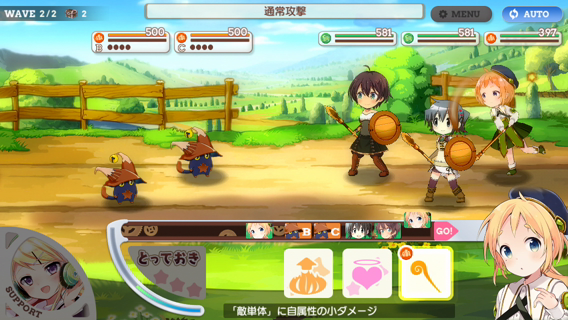 WAVE 2/2 2
通常攻撃
MENU
AUTO
500
B
500
C
581
581
397
B
C
GO!
とっておき
SUPPORT
「敵単体」に自属性の小ダメージ